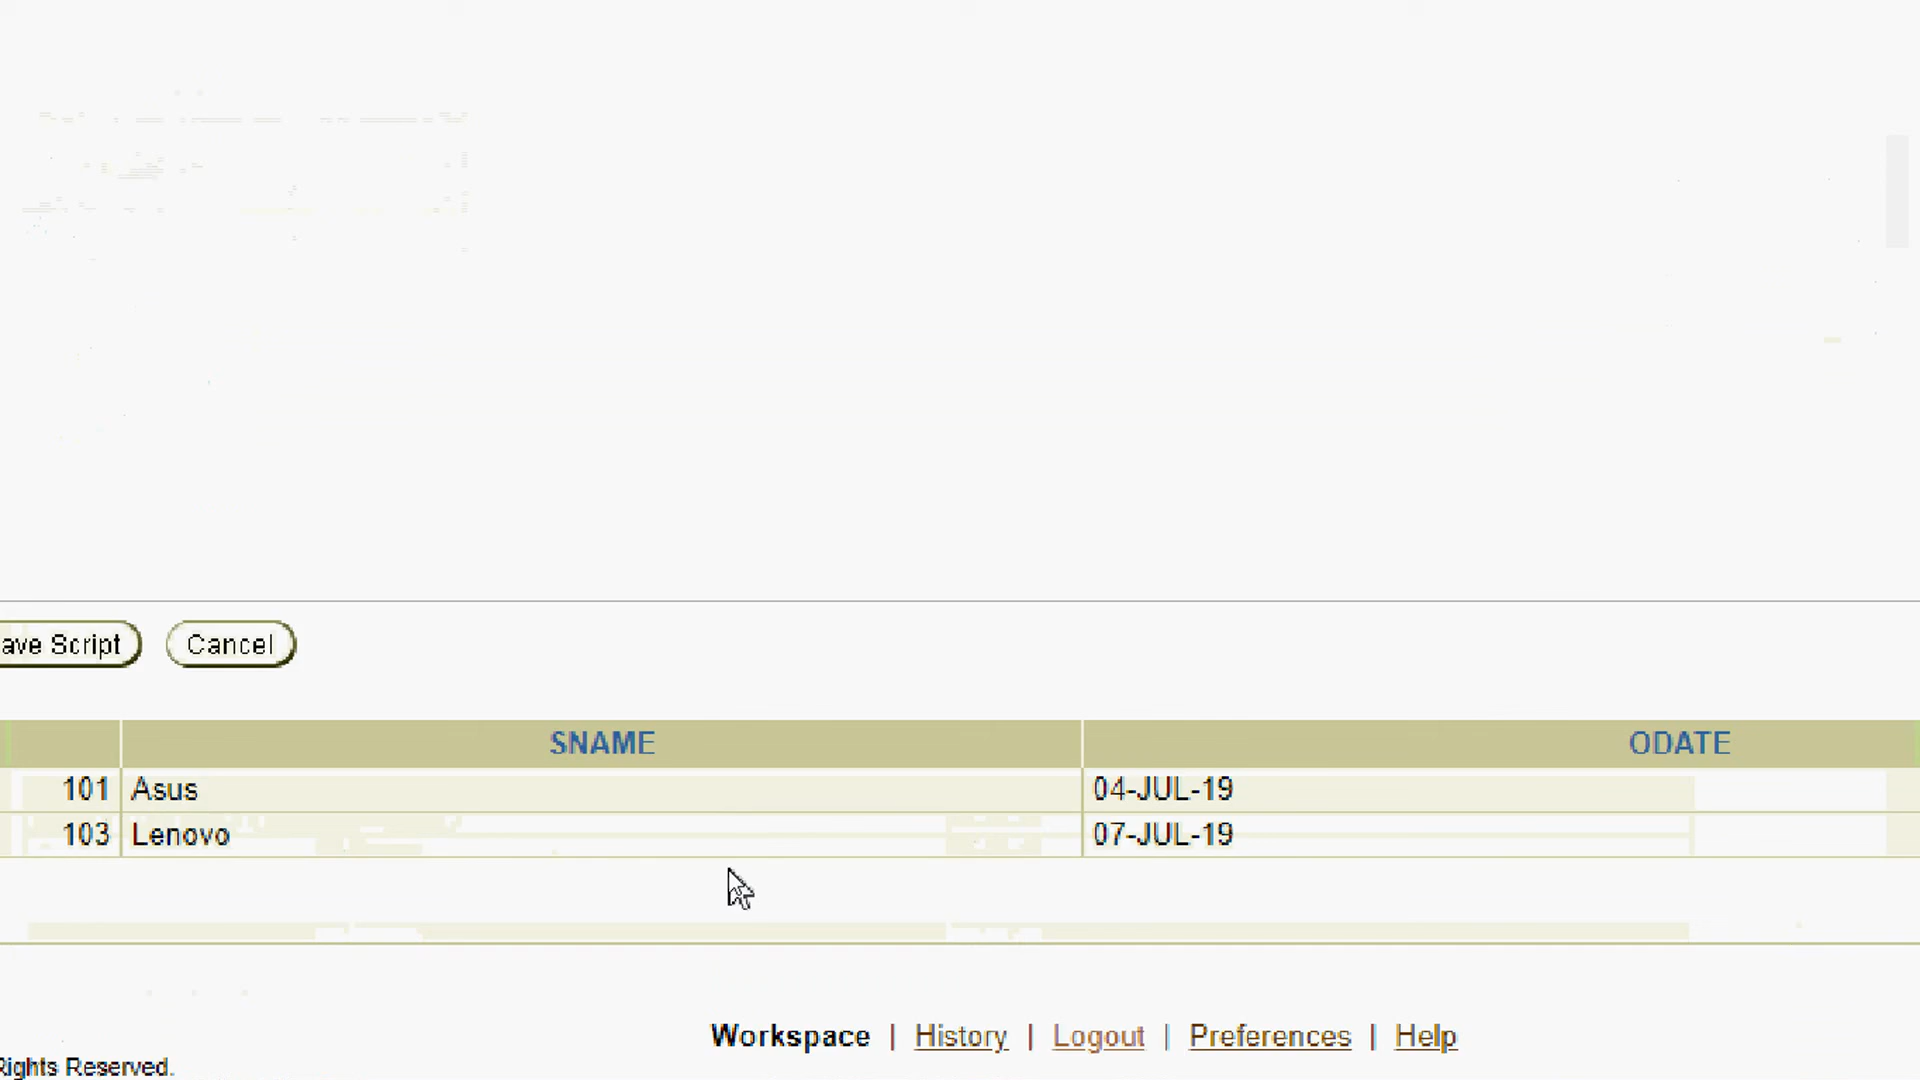 ave Script Cancel
SNAME ODATE
101 Asus 04-JUL-19
103 Lenovo 07-JUL-19
Workspace | History | Logout | Preferences | Help
Rights Reserved.